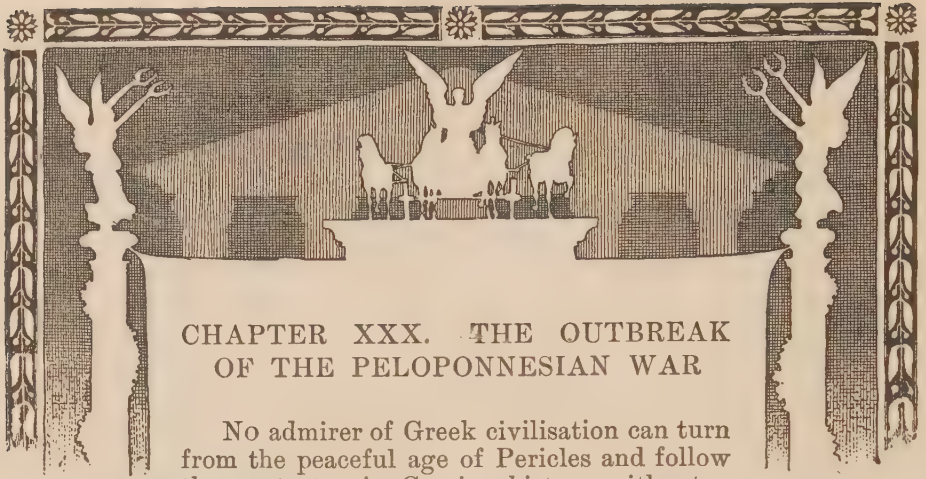 CHAPTER XXX. THE OUTBREAK
OF THE PELOPONNESIAN WAR
No admirer of Greek civilisation can turn
from the peaceful age of Pericles and follow